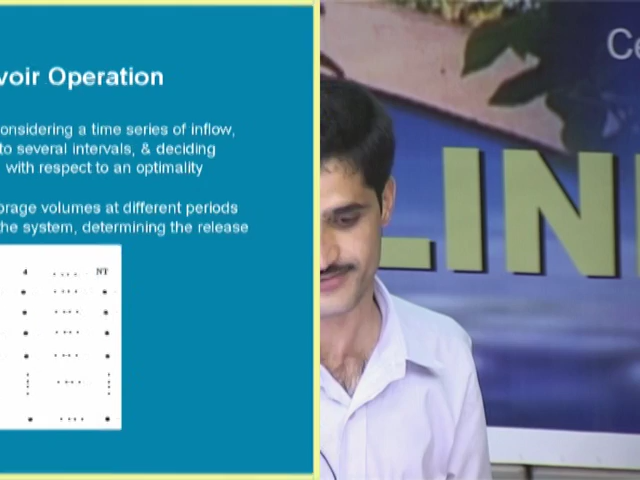 voir Operation
onsidering a time series of inflow,
to several intervals, & deciding
with respect to an optimality
orage volumes at different periods
the system, determining the release
4 .... NT
Ce
LIN